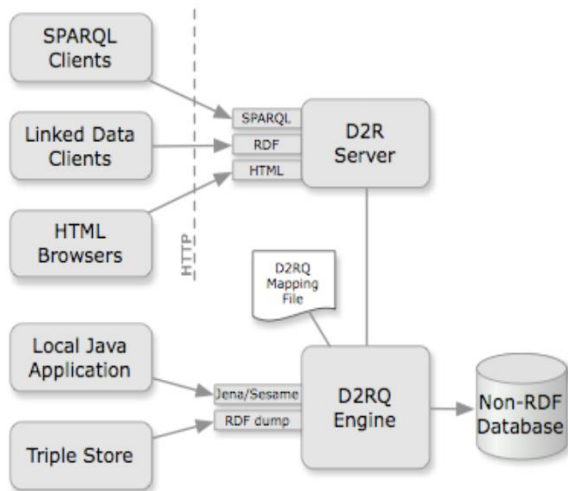 SPARQL
Clients
Linked Data
Clients
HTML
Browsers
HTTP
SPARQL
RDF
HTML
D2R
Server
D2RQ
Mapping
File
Local Java
Application
Triple Store
Jena/Sesame
RDF dump
D2RQ
Engine
Non-RDF
Database